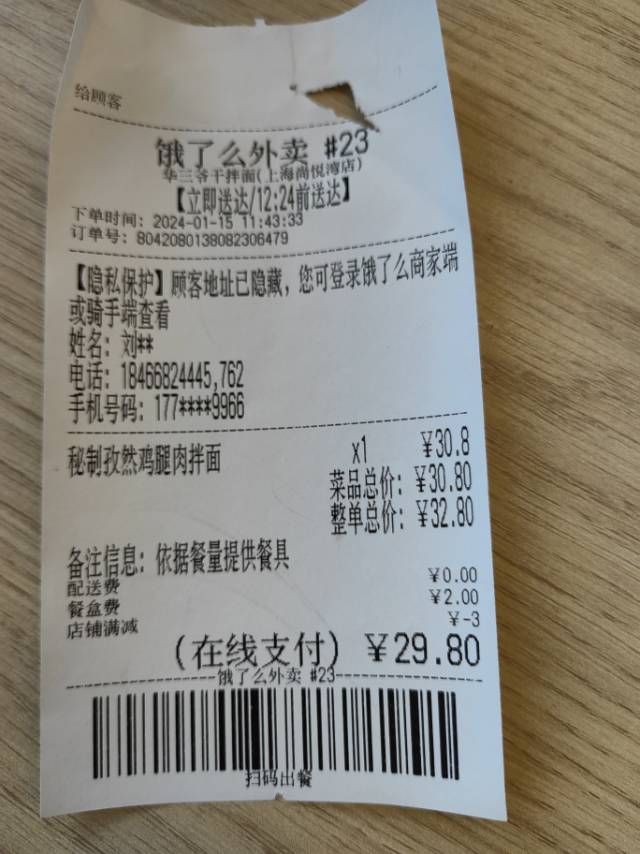 给顾客
饿了么外卖 #23
华三爷干拌面(上海尚悦湾店)
【立即送达/12:24前送达】
下单时间: 2024-01-15 11:43:33
订单号: 8042080138082306479
【隐私保护】顾客地址已隐藏，您可登录饿了么商家端
或骑手端查看
姓名: 刘**
电话: 18466824445,762
手机号码: 177****9966
秘制孜然鸡腿肉拌面 x1 ¥30.8
菜品总价: ¥30.80
整单总价: ¥32.80
备注信息: 依据餐量提供餐具
配送费 ¥0.00
餐盒费 ¥2.00
店铺满减 ¥-3
(在线支付) ¥29.80
饿了么外卖 #23
扫码出餐